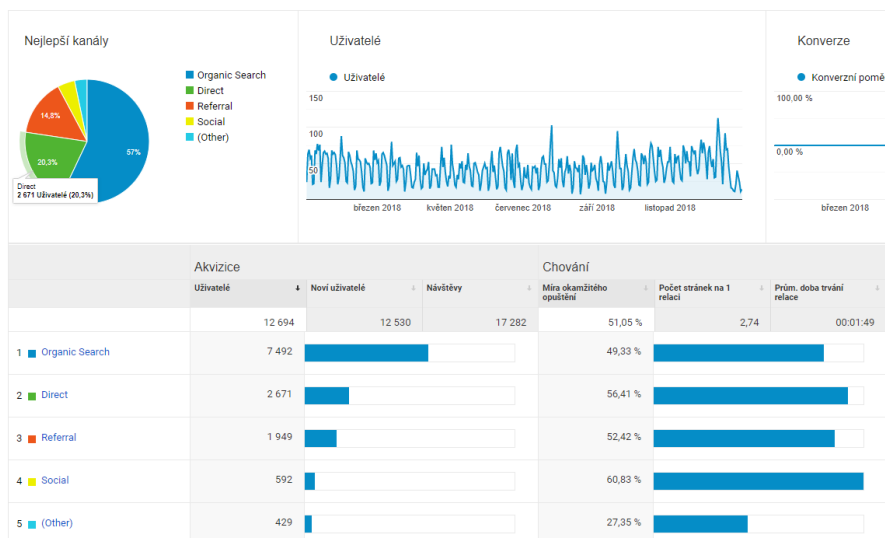 Nejlepší kanály
Organic Search
Direct
Referral
Social
(Other)
14,8%
57%
20,3%
Direct
2 671 Uživatelé (20,3%)
Uživatelé
Uživatelé
150
100
50
březen 2018
květen 2018
červenec 2018
září 2018
listopad 2018
Konverze
Konverzní pomě
100,00 %
0,00 %
březen 2018
Akvizice
Chování
Uživatelé
Noví uživatelé
Návštěvy
Míra okamžitého
opuštění
Počet stránek na 1
relaci
Prům. doba trvání
relace
12 694
12 530
17 282
51,05 %
2,74
00:01:49
1 Organic Search 7 492 49,33 %
2 Direct 2 671 56,41 %
3 Referral 1 949 52,42 %
4 Social 592 60,83 %
5 (Other) 429 27,35 %